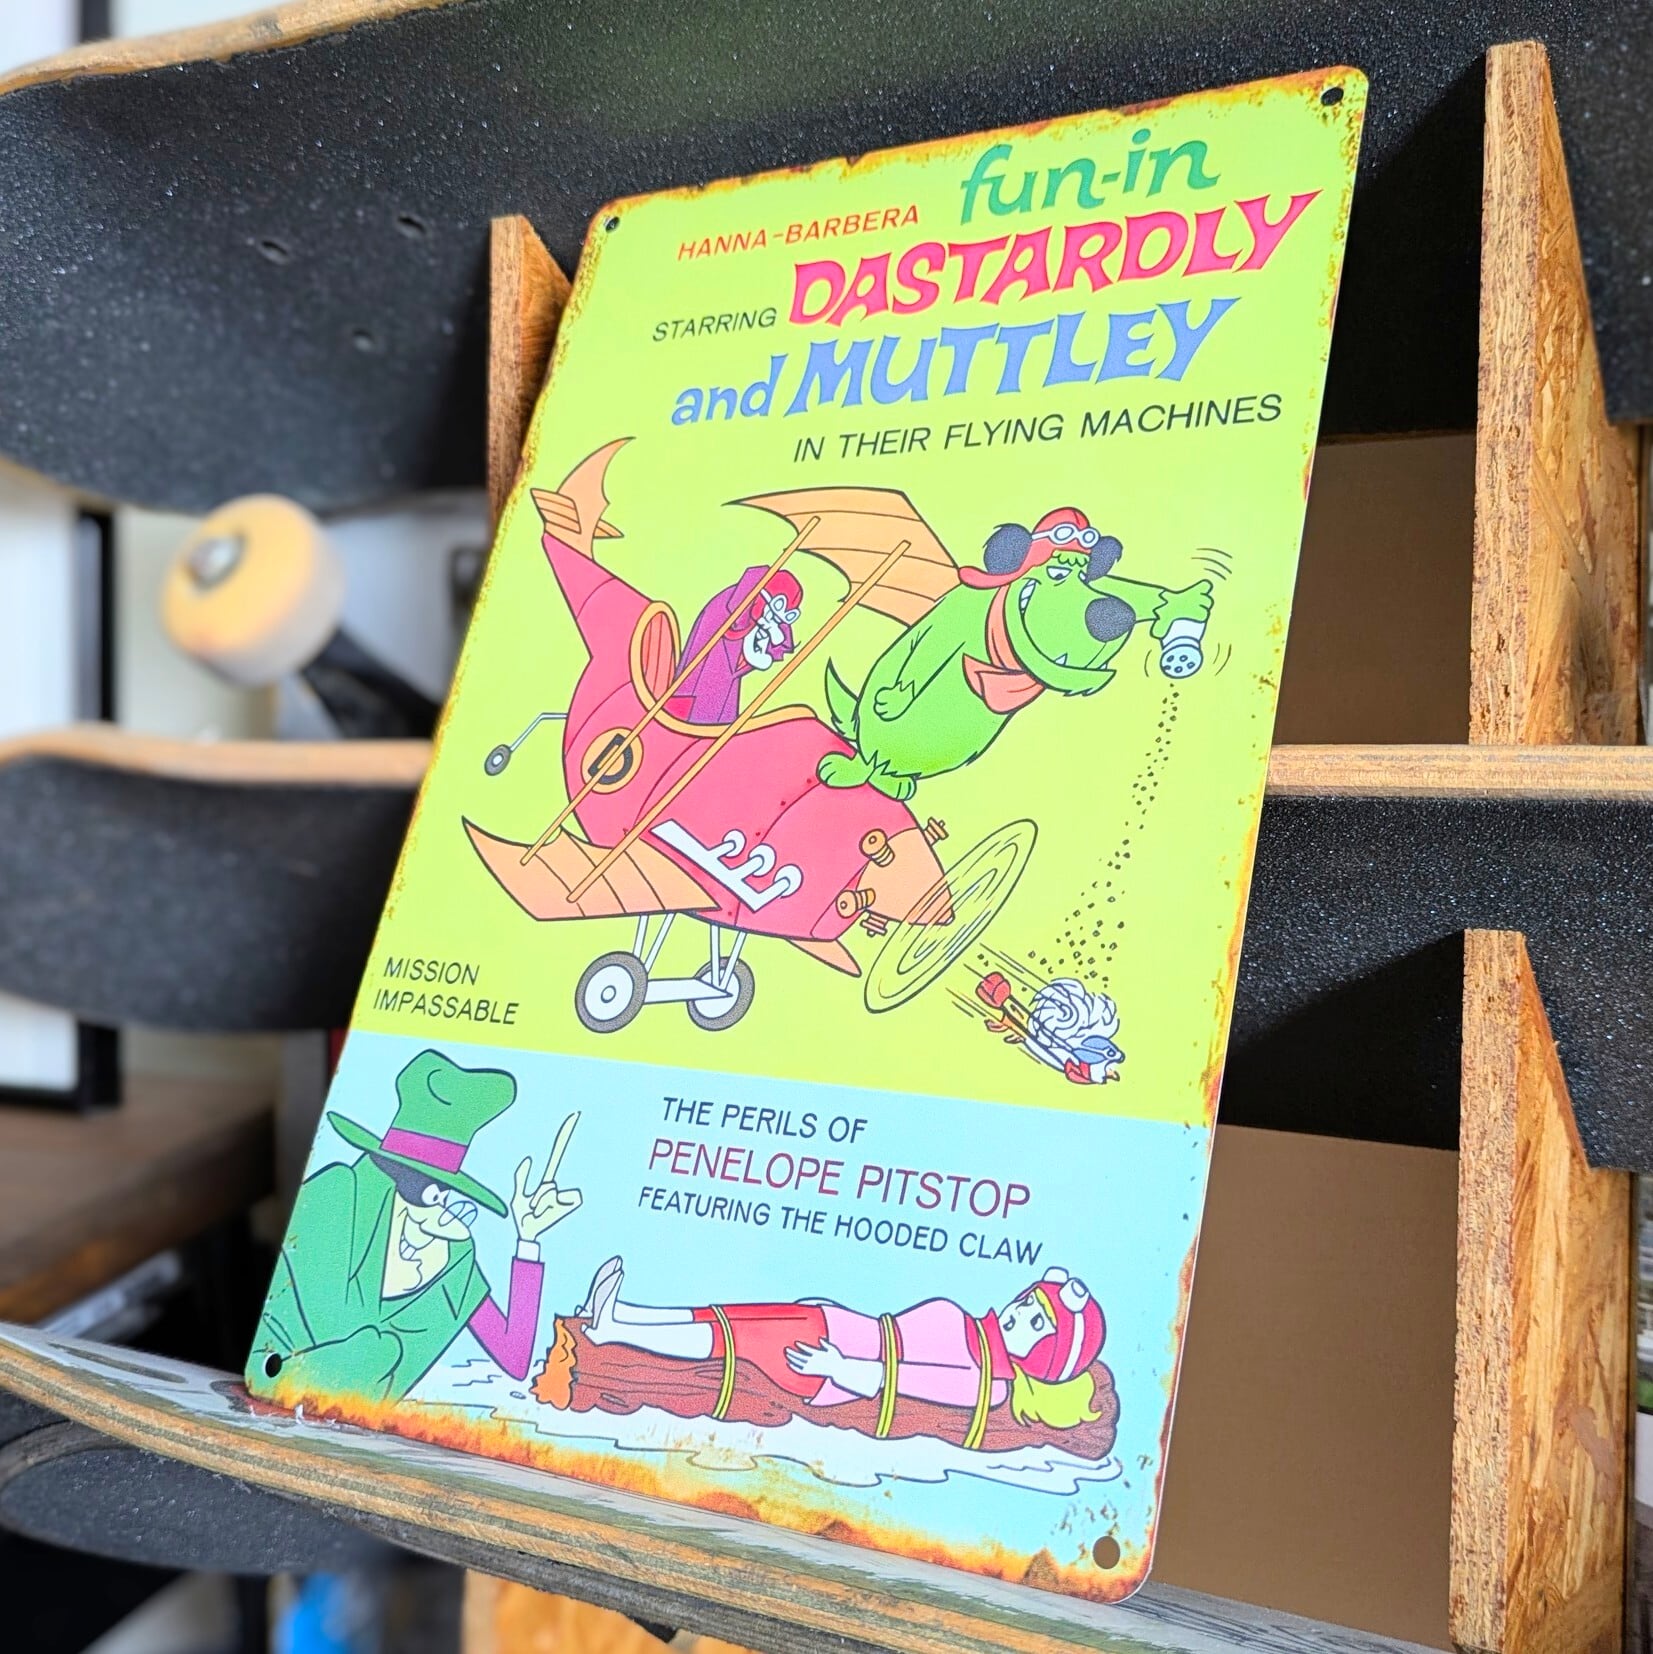 fun-in
HANNA-BARBERA
STARRING DASTARDLY
and MUTTLEY
IN THEIR FLYING MACHINES
D
MISSION
IMPASSABLE
THE PERILS OF
PENELOPE PITSTOP
FEATURING THE HOODED CLAW